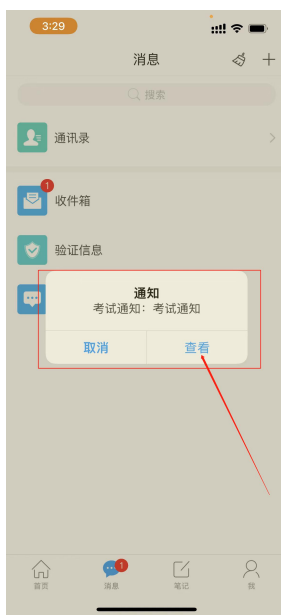 3:29
消息
搜索
通讯录
1
收件箱
验证信息
通知
考试通知：考试通知
取消 查看
1
首页 消息 笔记 我